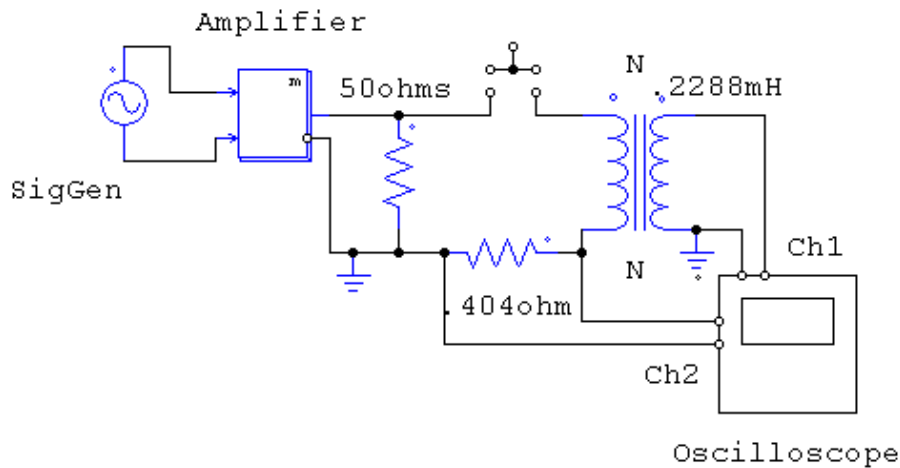 Amplifier
m
50ohms
N
.2288mH
SigGen
N
Ch1
.404ohm
Ch2
Oscilloscope